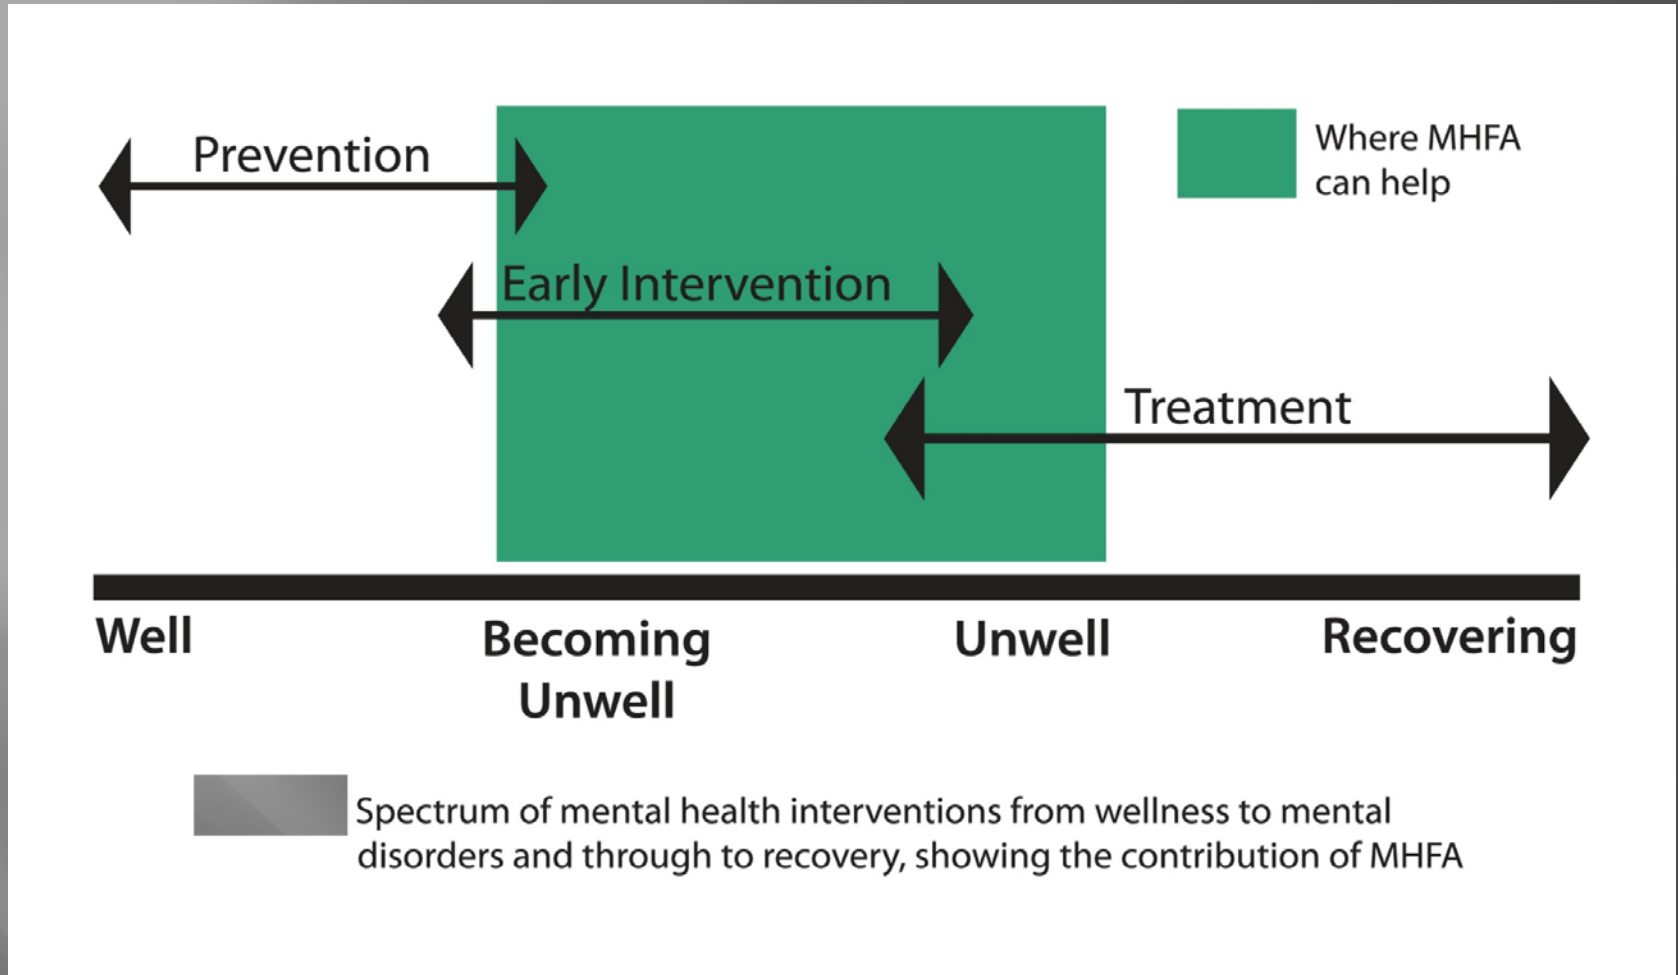 Prevention
Where MHFA
can help
Early Intervention
Treatment
Well
Becoming
Unwell
Unwell
Recovering
Spectrum of mental health interventions from wellness to mental
disorders and through to recovery, showing the contribution of MHFA